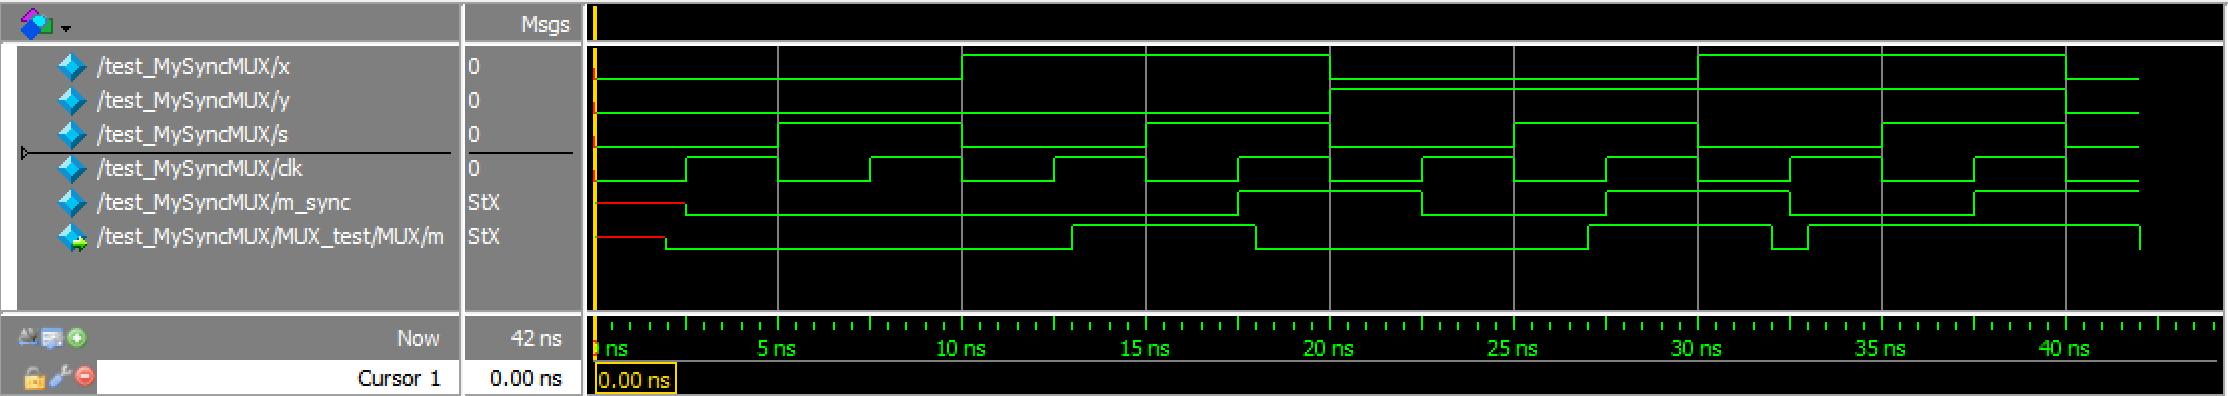 Msgs
/test_MySyncMUX/x 0
/test_MySyncMUX/y 0
/test_MySyncMUX/s 0
/test_MySyncMUX/clk 0
/test_MySyncMUX/m_sync StX
/test_MySyncMUX/MUX_test/MUX/m StX
Now 42 ns ns 5 ns 10 ns 15 ns 20 ns 25 ns 30 ns 35 ns 40 ns
Cursor 1 0.00 ns 0.00 ns